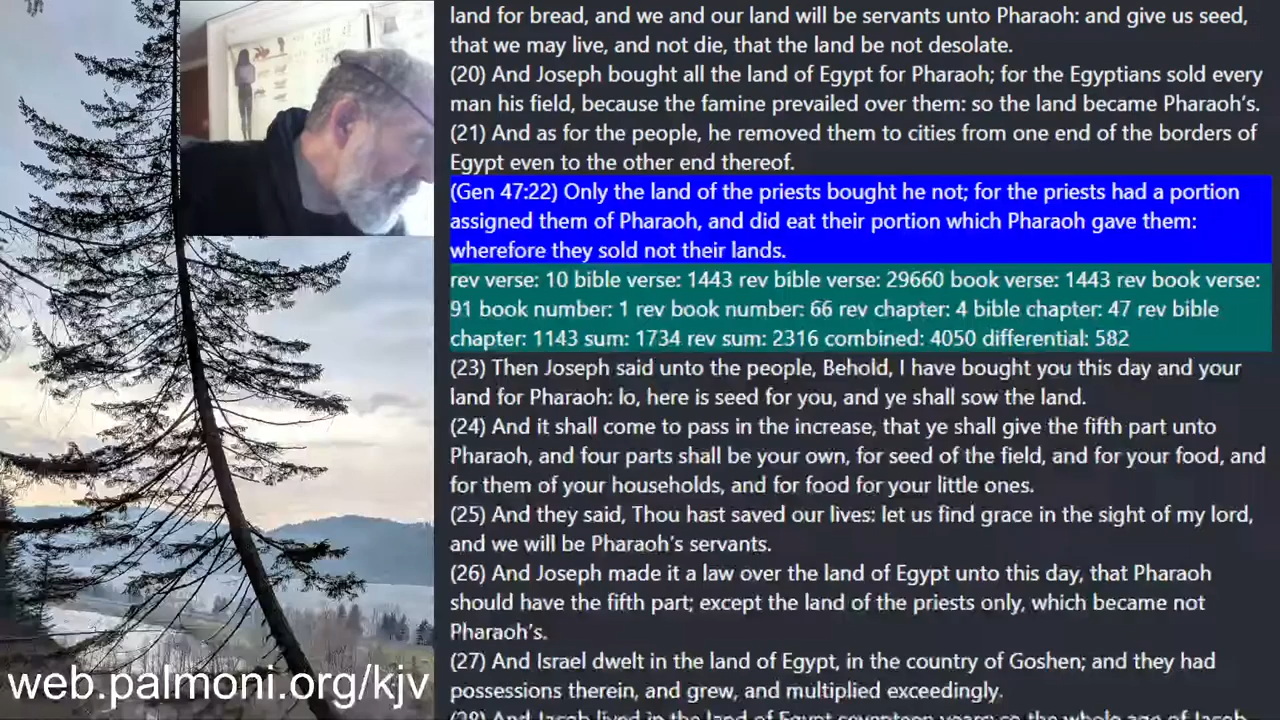 land for bread, and we and our land will be servants unto Pharaoh: and give us seed,
that we may live, and not die, that the land be not desolate.
(20) And Joseph bought all the land of Egypt for Pharaoh; for the Egyptians sold every
man his field, because the famine prevailed over them: so the land became Pharaoh’s.
(21) And as for the people, he removed them to cities from one end of the borders of
Egypt even to the other end thereof.
(Gen 47:22) Only the land of the priests bought he not; for the priests had a portion
assigned them of Pharaoh, and did eat their portion which Pharaoh gave them:
wherefore they sold not their lands.
rev verse: 10 bible verse: 1443 rev bible verse: 29660 book verse: 1443 rev book verse:
91 book number: 1 rev book number: 66 rev chapter: 4 bible chapter: 47 rev bible
chapter: 1143 sum: 1734 rev sum: 2316 combined: 4050 differential: 582
(23) Then Joseph said unto the people, Behold, I have bought you this day and your
land for Pharaoh: lo, here is seed for you, and ye shall sow the land.
(24) And it shall come to pass in the increase, that ye shall give the fifth part unto
Pharaoh, and four parts shall be your own, for seed of the field, and for your food, and
for them of your households, and for food for your little ones.
(25) And they said, Thou hast saved our lives: let us find grace in the sight of my lord,
and we will be Pharaoh’s servants.
(26) And Joseph made it a law over the land of Egypt unto this day, that Pharaoh
should have the fifth part; except the land of the priests only, which became not
Pharaoh’s.
(27) And Israel dwelt in the land of Egypt, in the country of Goshen; and they had
possessions therein, and grew, and multiplied exceedingly.
(28) And Jacob lived in the land of Egypt seventeen years: so the whole age of Jacob
web.palmoni.org/kjv